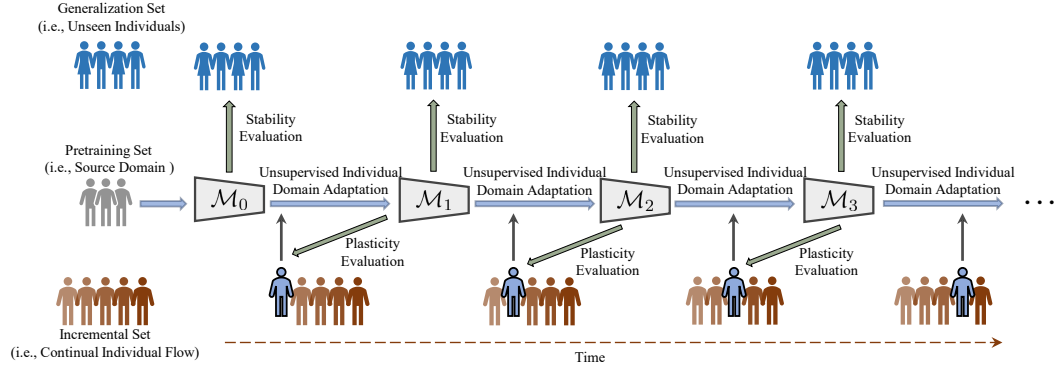 Generalization Set
(i.e., Unseen Individuals)
Stability
Evaluation
Stability
Evaluation
Stability
Evaluation
Stability
Evaluation
Pretraining Set
(i.e., Source Domain )
M0
Unsupervised Individual
Domain Adaptation
M1
Unsupervised Individual
Domain Adaptation
M2
Unsupervised Individual
Domain Adaptation
M3
Unsupervised Individual
Domain Adaptation
...
Plasticity
Evaluation
Plasticity
Evaluation
Plasticity
Evaluation
Incremental Set
(i.e., Continual Individual Flow)
Time